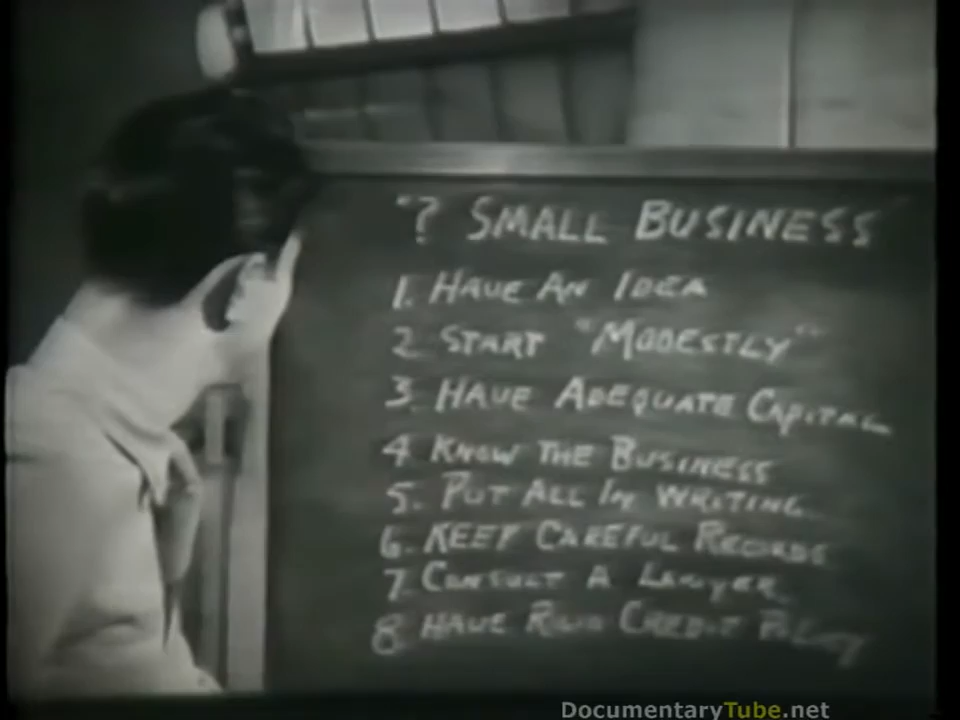 "? SMALL BUSINESS"
1. HAVE AN IDEA
2 START "MODESTLY"
3. HAVE ADEQUATE CAPITAL
4 KNOW THE BUSINESS
5. PUT ALL IN WRITING
6. KEEP CAREFUL RECORDS
7. CONSULT A LAWYER
8 HAVE CREDIT POLICY
DocumentaryTube.net